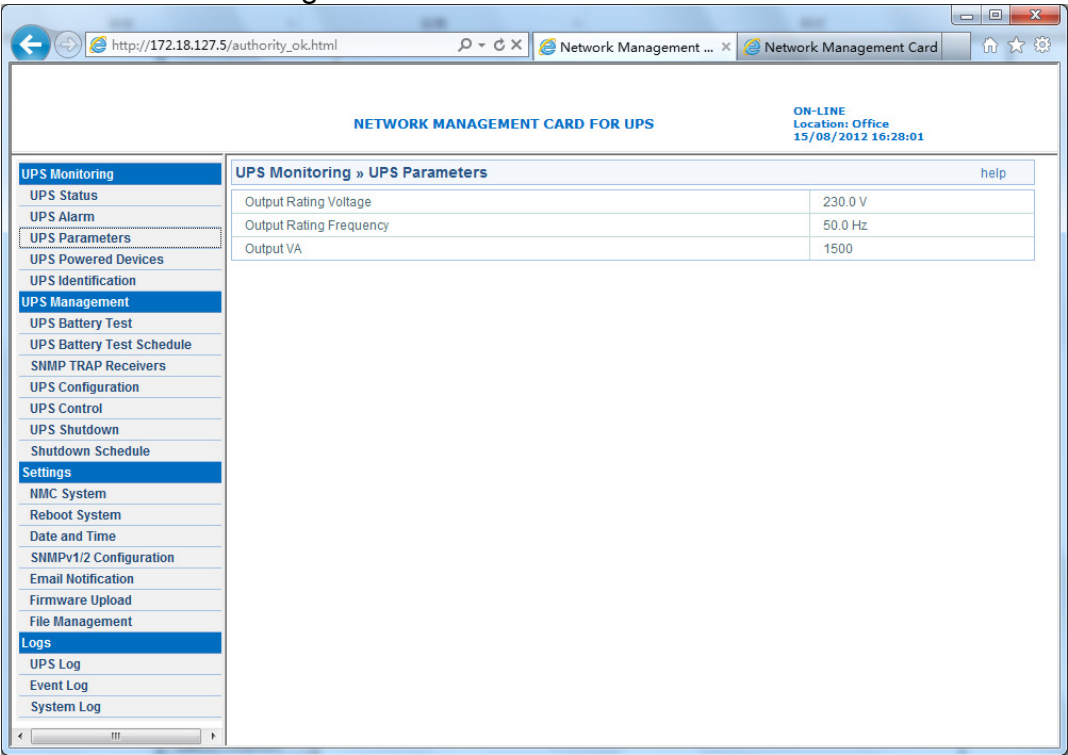 http://172.18.127.5/authority_ok.html
Network Management ...
Network Management Card
NETWORK MANAGEMENT CARD FOR UPS
ON-LINE
Location: Office
15/08/2012 16:28:01
UPS Monitoring
UPS Status
UPS Alarm
UPS Parameters
UPS Powered Devices
UPS Identification
UPS Management
UPS Battery Test
UPS Battery Test Schedule
SNMP TRAP Receivers
UPS Configuration
UPS Control
UPS Shutdown
Shutdown Schedule
Settings
NMC System
Reboot System
Date and Time
SNMPv1/2 Configuration
Email Notification
Firmware Upload
File Management
Logs
UPS Log
Event Log
System Log
UPS Monitoring » UPS Parameters
help
Output Rating Voltage 230.0 V
Output Rating Frequency 50.0 Hz
Output VA 1500